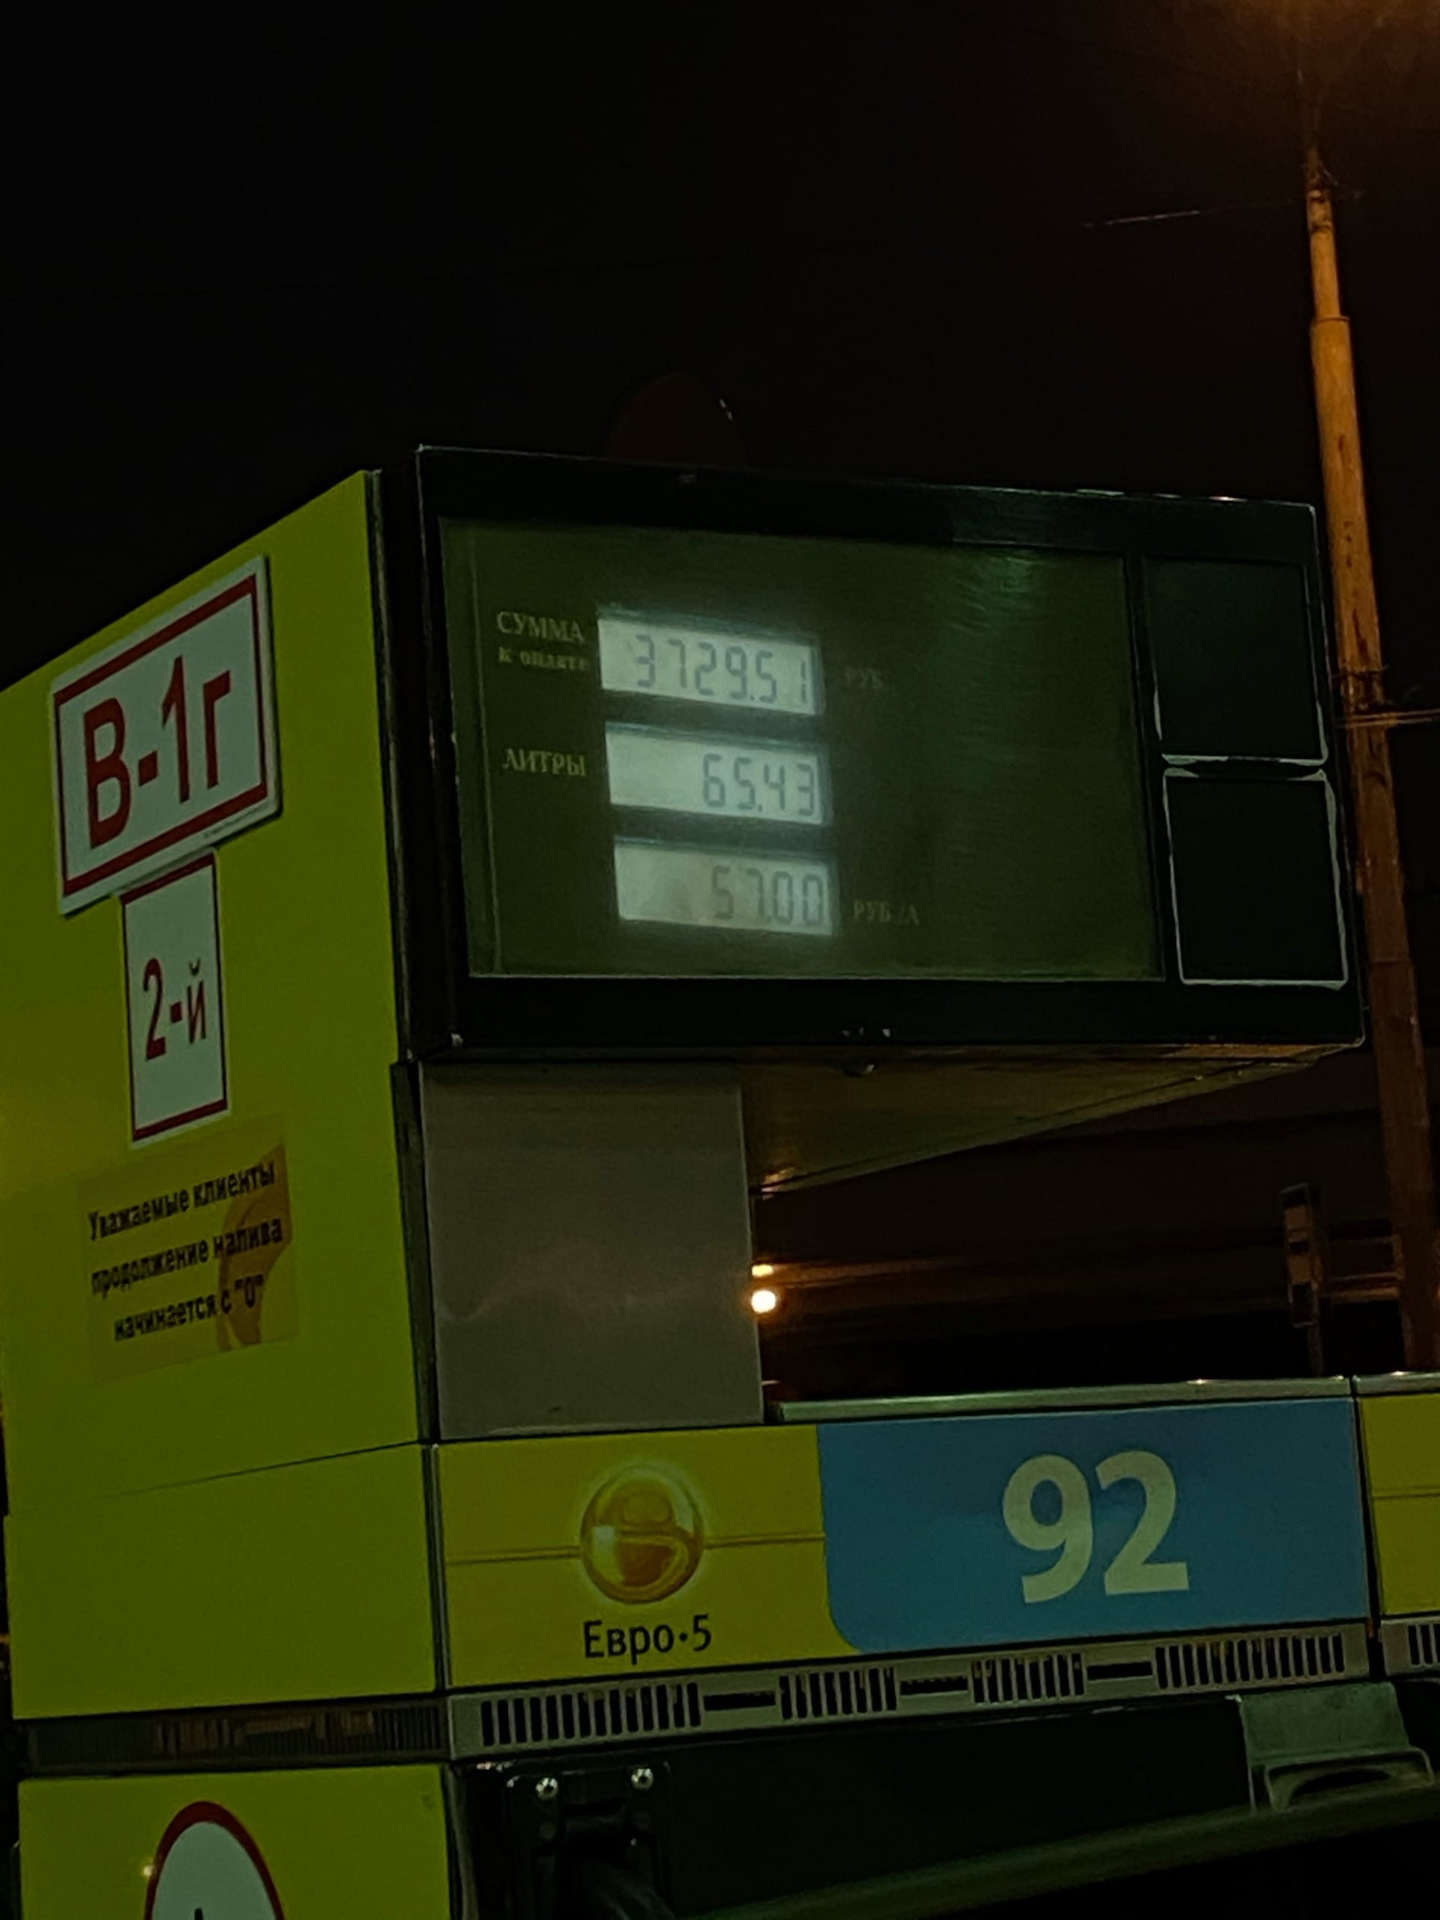 В-1г
2-й
Уважаемые клиенты
продолжение налива
начинается с "0"
СУММА
к оплате
3729.51
РУБ.
ЛИТРЫ
65.43
57.00
РУБ/Л
92
Евро-5